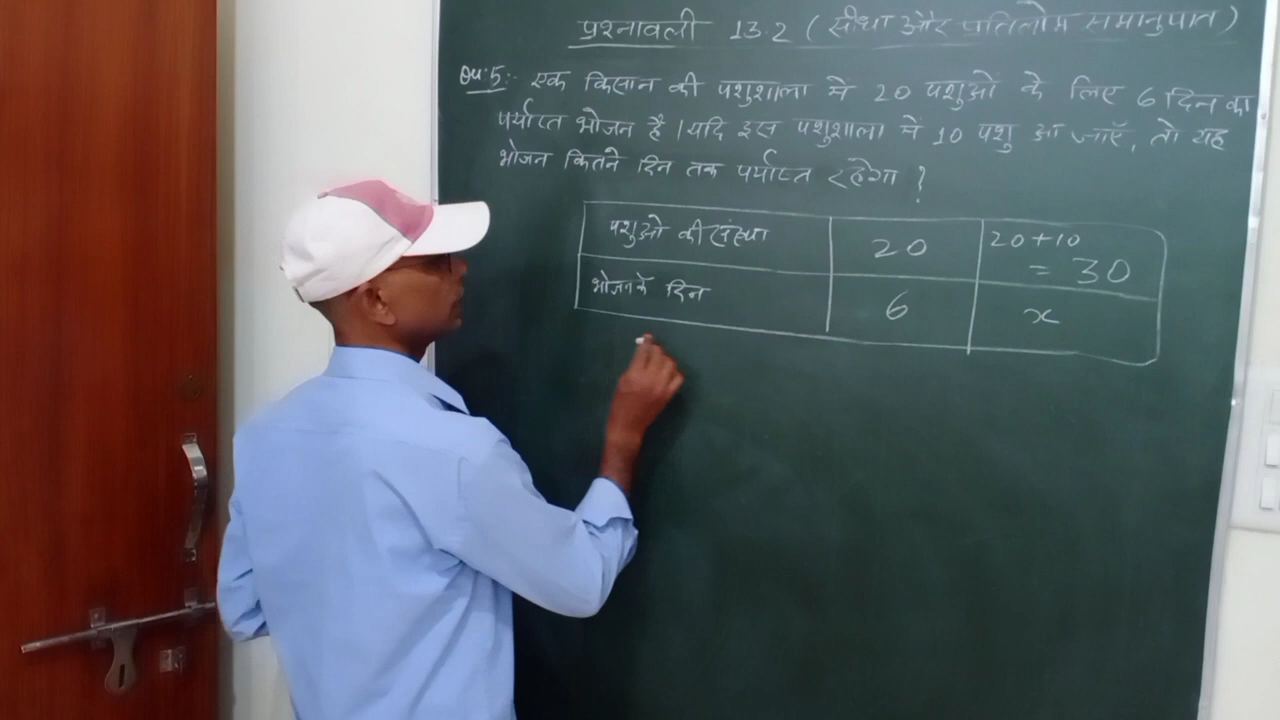 प्रश्नावली 13.2 (सीधा और प्रतिलोम समानुपात)
Qu:5:- एक किसान की पशुशाला में 20 पशुओं के लिए 6 दिन का
पर्याप्त भोजन है। यदि इस पशुशाला में 10 पशु आ जाएँ, तो यह
भोजन कितने दिन तक पर्याप्त रहेगा ?
पशुओं की संख्या 20 20+10 = 30
भोजन के दिन 6 x